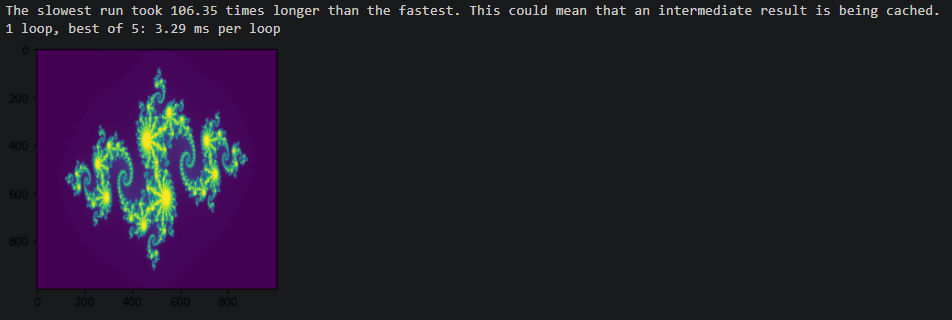 The slowest run took 106.35 times longer than the fastest. This could mean that an intermediate result is being cached.
1 loop, best of 5: 3.29 ms per loop
0
200
400
600
800
0 200 400 600 800